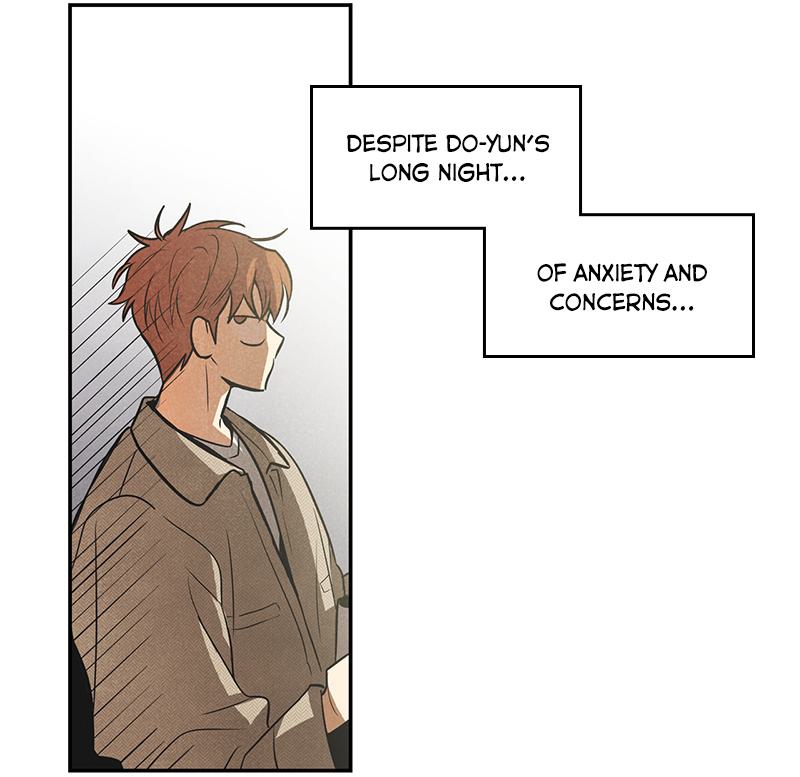 DESPITE DO-YUN'S
LONG NIGHT...
OF ANXIETY AND
CONCERNS...